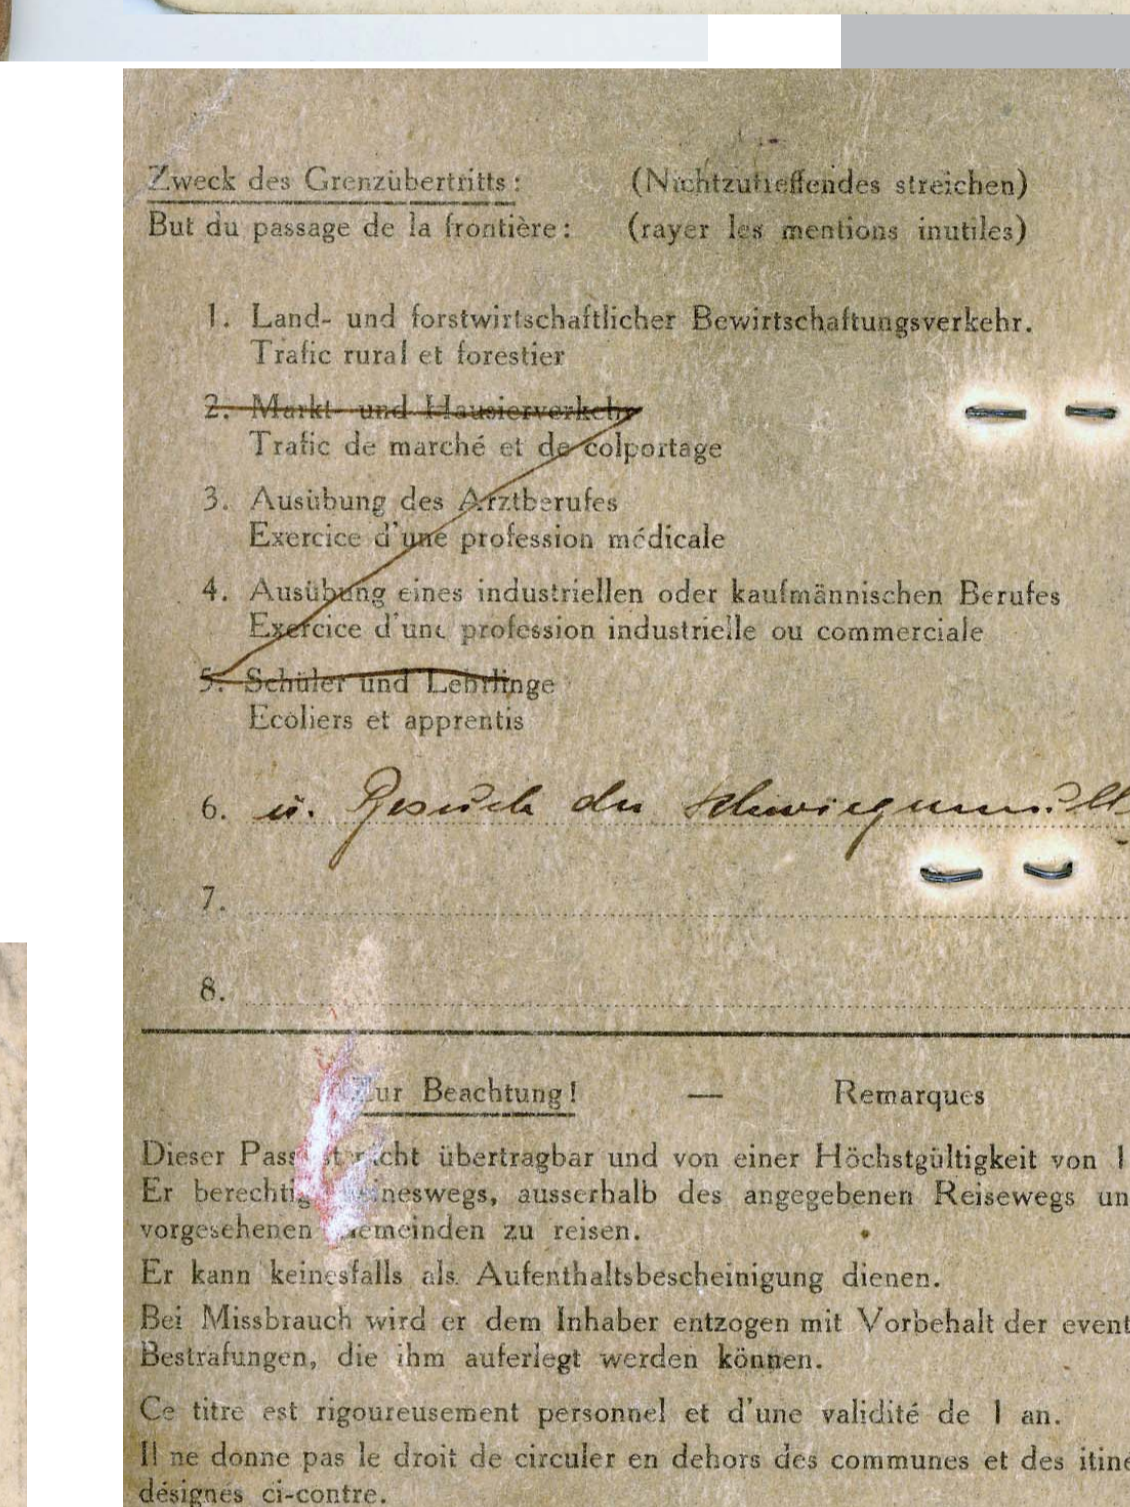 Zweck des Grenzübertritts: (Nichtzutreffendes streichen)
But du passage de la frontière: (rayer les mentions inutiles)
1. Land- und forstwirtschaftlicher Bewirtschaftungsverkehr.
Trafic rural et forestier
2. Markt- und Hausierverkehr
Trafic de marché et de colportage
3. Ausübung des Arztberufes
Exercice d'une profession médicale
4. Ausübung eines industriellen oder kaufmännischen Berufes
Exercice d'une profession industrielle ou commerciale
5. Schüler und Lehrlinge
Ecoliers et apprentis
6. u. Besuch der Schwiegermutt
7.
8.
Zur Beachtung! — Remarques
Dieser Pass ist nicht übertragbar und von einer Höchstgültigkeit von 1
Er berechtigt keineswegs, ausserhalb des angegebenen Reisewegs un
vorgesehenen Gemeinden zu reisen.
Er kann keinesfalls als Aufenthaltsbescheinigung dienen.
Bei Missbrauch wird er dem Inhaber entzogen mit Vorbehalt der event
Bestrafungen, die ihm auferlegt werden können.
Ce titre est rigoureusement personnel et d'une validité de 1 an.
Il ne donne pas le droit de circuler en dehors des communes et des itiné
désignés ci-contre.